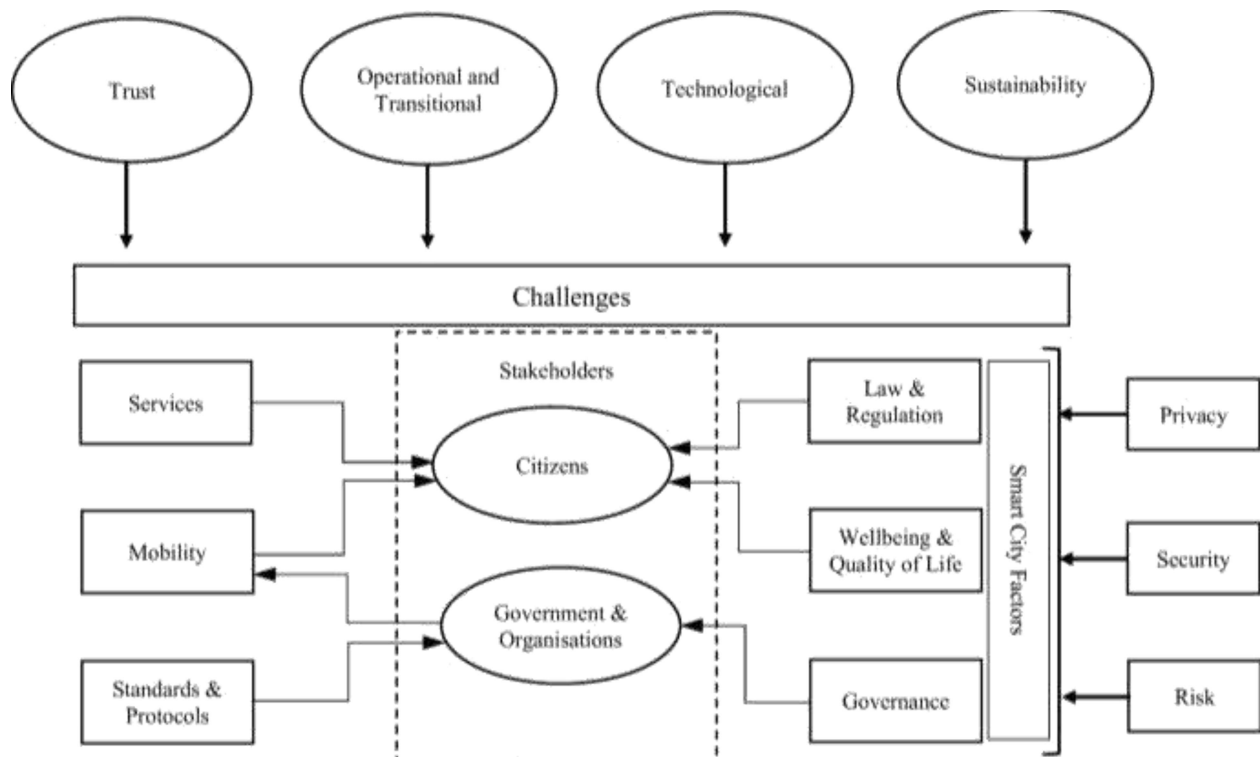 Trust
Operational and
Transitional
Technological
Sustainability
Challenges
Stakeholders
Services
Citizens
Law &
Regulation
Privacy
Mobility
Wellbeing &
Quality of Life
Smart City Factors
Security
Government &
Organisations
Standards &
Protocols
Governance
Risk